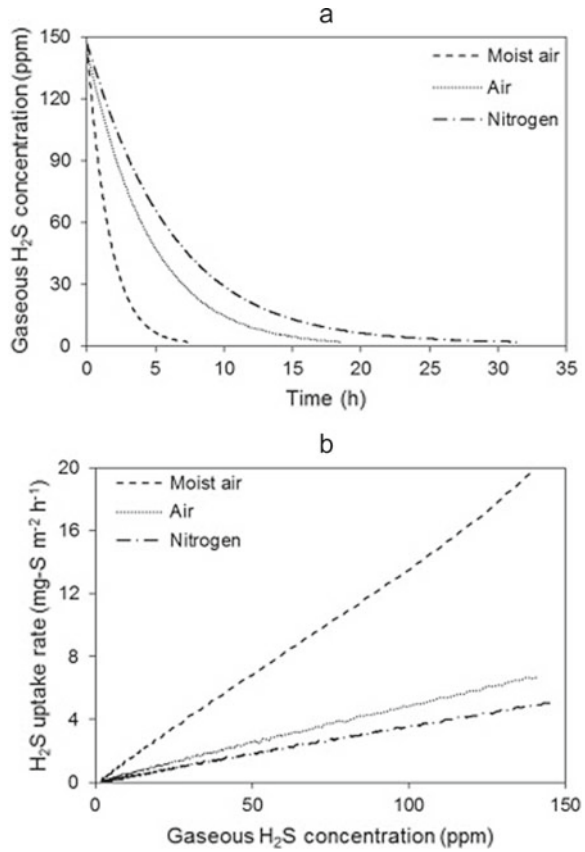 a
Gaseous H₂S concentration (ppm)
150
120
90
60
30
0
Moist air
Air
Nitrogen
0 5 10 15 20 25 30 35
Time (h)
b
H₂S uptake rate (mg-S m⁻² h⁻¹)
20
16
12
8
4
0
Moist air
Air
Nitrogen
0 50 100 150
Gaseous H₂S concentration (ppm)